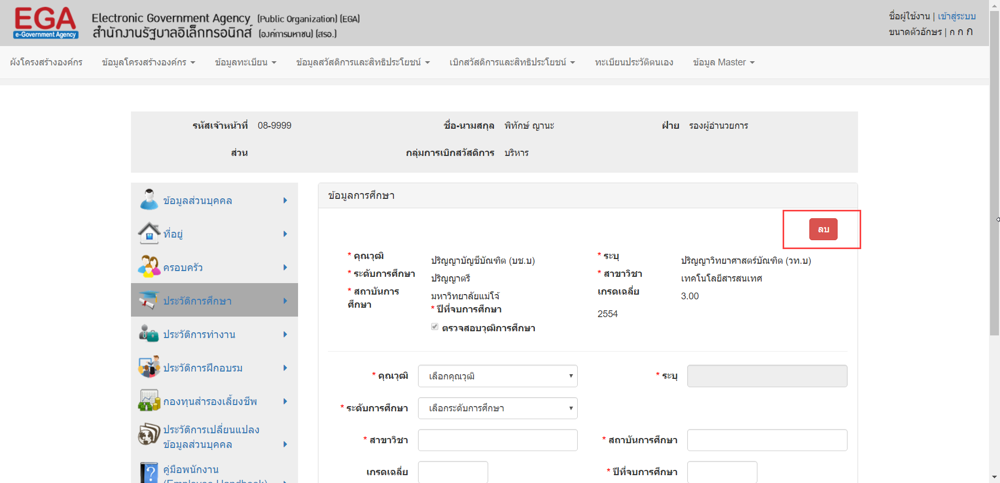 EGA
e-Government Agency
Electronic Government Agency (Public Organization) (EGA)
สำนักงานรัฐบาลอิเล็กทรอนิกส์ (องค์การมหาชน) (สรอ.)
ชื่อผู้ใช้งาน | เข้าสู่ระบบ
ขนาดตัวอักษร | ก ก ก
ผังโครงสร้างองค์กร ข้อมูลโครงสร้างองค์กร ข้อมูลทะเบียน ข้อมูลสวัสดิการและสิทธิประโยชน์ เบิกสวัสดิการและสิทธิประโยชน์ ทะเบียนประวัติตนเอง ข้อมูล Master
รหัสเจ้าหน้าที่ 08-9999 ชื่อ-นามสกุล พิทักษ์ ญานะ ฝ่าย รองผู้อำนวยการ
ส่วน กลุ่มการเบิกสวัสดิการ บริหาร
ข้อมูลส่วนบุคคล
ที่อยู่
ครอบครัว
ประวัติการศึกษา
ประวัติการทำงาน
ประวัติการฝึกอบรม
กองทุนสำรองเลี้ยงชีพ
ประวัติการเปลี่ยนแปลง
ข้อมูลส่วนบุคคล
คู่มือพนักงาน
(Employee Handbook)
ข้อมูลการศึกษา
ลบ
* คุณวุฒิ ปริญญาบัญชีบัณฑิต (บช.บ) * ระบุ ปริญญาวิทยาศาสตร์บัณฑิต (วท.บ)
* ระดับการศึกษา ปริญญาตรี * สาขาวิชา เทคโนโลยีสารสนเทศ
* สถาบันการ
ศึกษา มหาวิทยาลัยแม่โจ้ เกรดเฉลี่ย 3.00
* ปีที่จบการศึกษา 2554
ตรวจสอบวุฒิการศึกษา
* คุณวุฒิ เลือกคุณวุฒิ * ระบุ
* ระดับการศึกษา เลือกระดับการศึกษา
* สาขาวิชา * สถาบันการศึกษา
เกรดเฉลี่ย * ปีที่จบการศึกษา